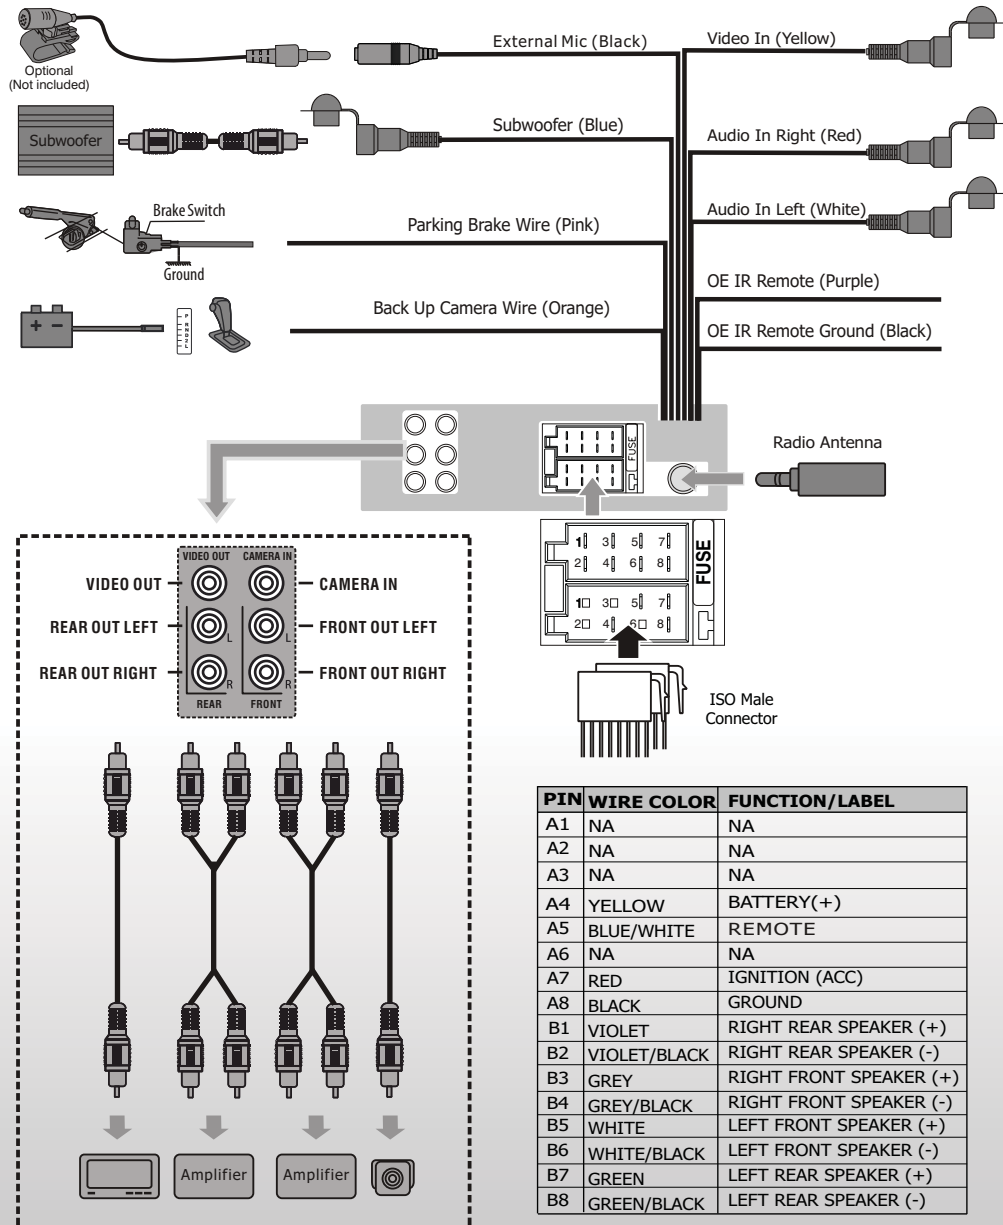 Optional
(Not included)
External Mic (Black)
Video In (Yellow)
Subwoofer
Subwoofer (Blue)
Audio In Right (Red)
Brake Switch
Ground
Parking Brake Wire (Pink)
Audio In Left (White)
+ -
P
R
N
D
2
L
Back Up Camera Wire (Orange)
OE IR Remote (Purple)
OE IR Remote Ground (Black)
FUSE
Radio Antenna
1 3 5 7
2 4 6 8
1 3 5 7
2 4 6 8
FUSE
ISO Male
Connector
VIDEO OUT CAMERA IN
VIDEO OUT
CAMERA IN
REAR OUT LEFT
L L
FRONT OUT LEFT
REAR OUT RIGHT
R R
FRONT OUT RIGHT
REAR FRONT
Amplifier
Amplifier
PIN WIRE COLOR FUNCTION/LABEL
A1 NA NA
A2 NA NA
A3 NA NA
A4 YELLOW BATTERY(+)
A5 BLUE/WHITE REMOTE
A6 NA NA
A7 RED IGNITION (ACC)
A8 BLACK GROUND
B1 VIOLET RIGHT REAR SPEAKER (+)
B2 VIOLET/BLACK RIGHT REAR SPEAKER (-)
B3 GREY RIGHT FRONT SPEAKER (+)
B4 GREY/BLACK RIGHT FRONT SPEAKER (-)
B5 WHITE LEFT FRONT SPEAKER (+)
B6 WHITE/BLACK LEFT FRONT SPEAKER (-)
B7 GREEN LEFT REAR SPEAKER (+)
B8 GREEN/BLACK LEFT REAR SPEAKER (-)